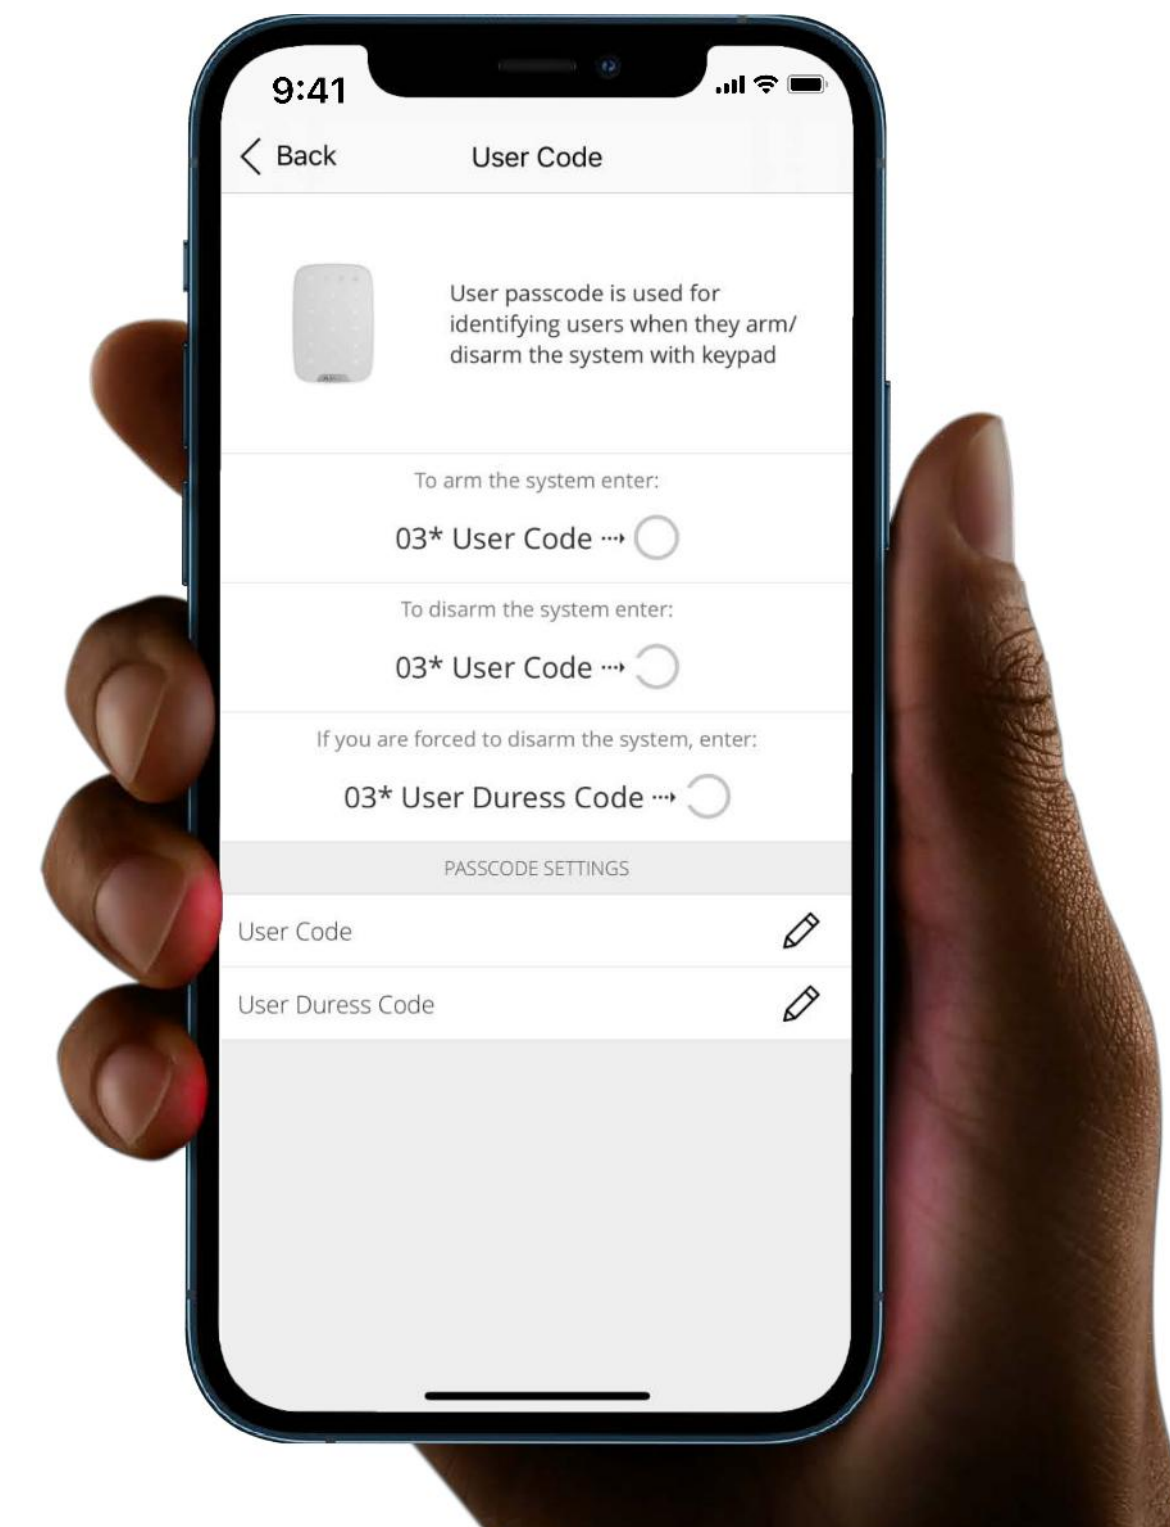 9:41
Back
User Code
User passcode is used for
identifying users when they arm/
disarm the system with keypad
To arm the system enter:
03* User Code
To disarm the system enter:
03* User Code
If you are forced to disarm the system, enter:
03* User Duress Code
PASSCODE SETTINGS
User Code
User Duress Code